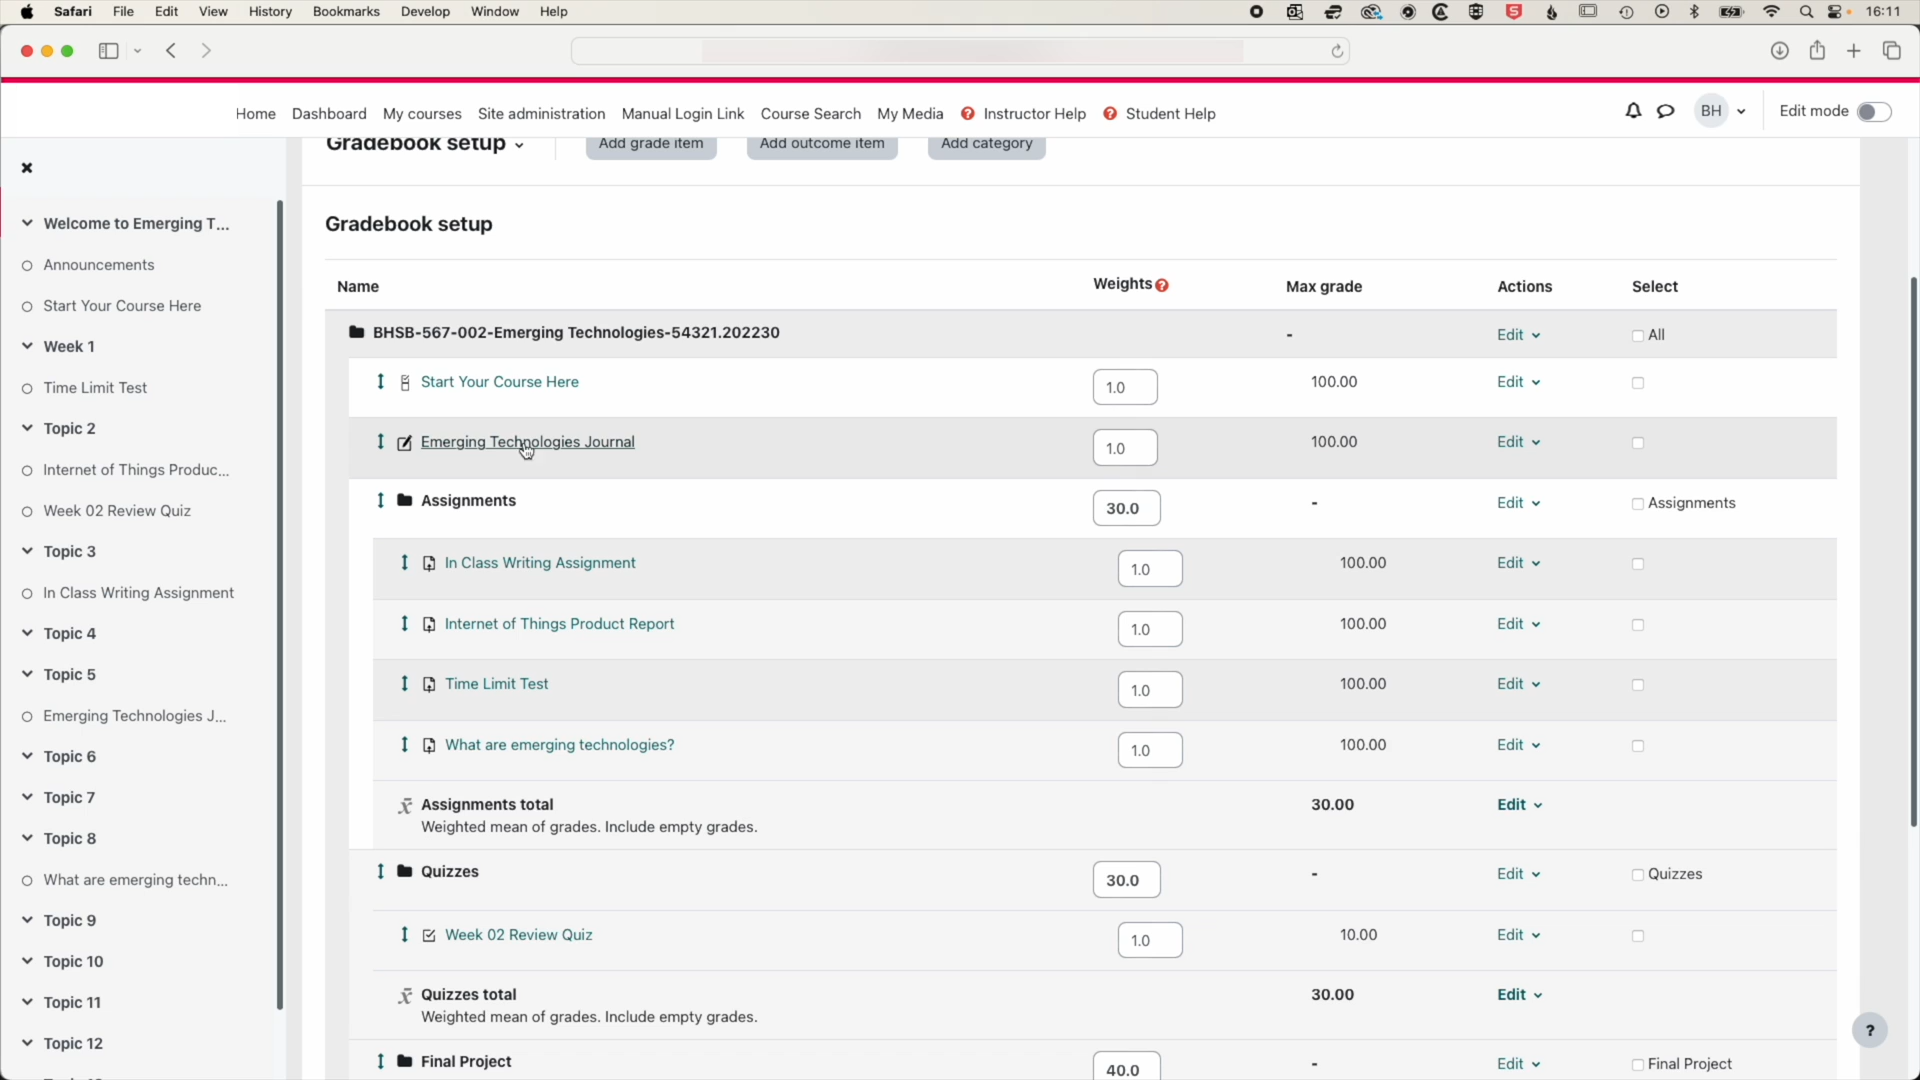 Safari File Edit View History Bookmarks Develop Window Help 16:11
Home Dashboard My courses Site administration Manual Login Link Course Search My Media Instructor Help Student Help BH Edit mode
Gradebook setup Add grade item Add outcome item Add category
Welcome to Emerging T...
Announcements
Start Your Course Here
Week 1
Time Limit Test
Topic 2
Internet of Things Produc...
Week 02 Review Quiz
Topic 3
In Class Writing Assignment
Topic 4
Topic 5
Emerging Technologies J...
Topic 6
Topic 7
Topic 8
What are emerging techn...
Topic 9
Topic 10
Topic 11
Topic 12
Gradebook setup
Name Weights Max grade Actions Select
BHSB-567-002-Emerging Technologies-54321.202230 - Edit All
Start Your Course Here 1.0 100.00 Edit
Emerging Technologies Journal 1.0 100.00 Edit
Assignments 30.0 - Edit Assignments
In Class Writing Assignment 1.0 100.00 Edit
Internet of Things Product Report 1.0 100.00 Edit
Time Limit Test 1.0 100.00 Edit
What are emerging technologies? 1.0 100.00 Edit
Assignments total 30.00 Edit
Weighted mean of grades. Include empty grades.
Quizzes 30.0 - Edit Quizzes
Week 02 Review Quiz 1.0 10.00 Edit
Quizzes total 30.00 Edit
Weighted mean of grades. Include empty grades.
Final Project 40.0 - Edit Final Project
?